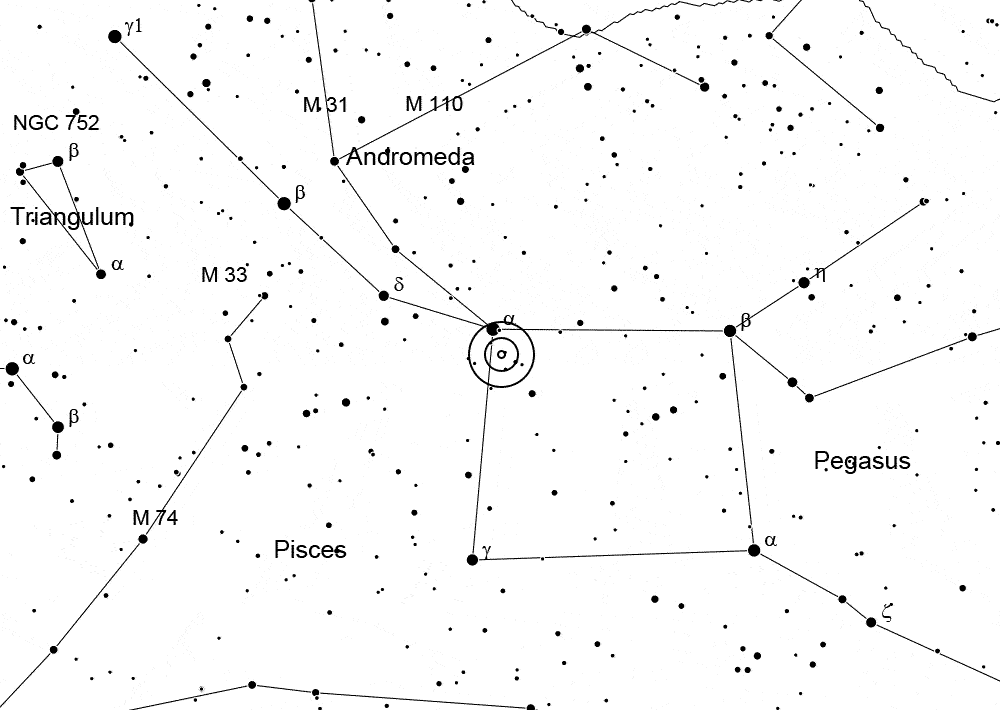 γ1
M 31
M 110
NGC 752
β
Andromeda
β
Triangulum
α
M 33
δ
η
α
β
α
β
Pegasus
M 74
Pisces
γ
α
ζ